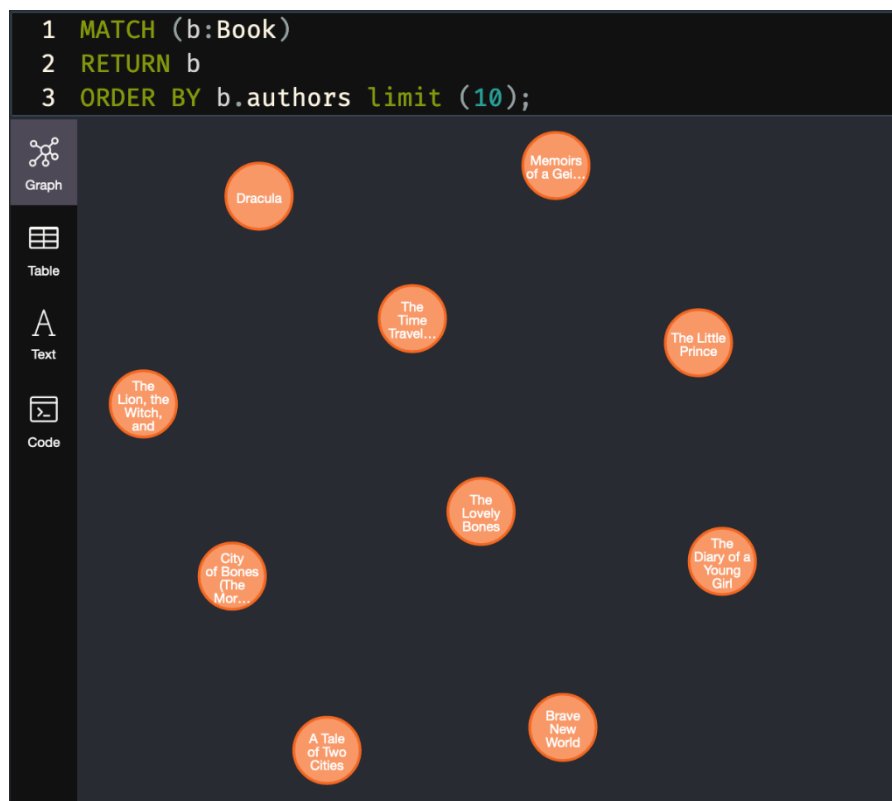 1 MATCH (b:Book)
2 RETURN b
3 ORDER BY b.authors limit (10);
Graph
Table
Text
Code
Dracula
Memoirs
of a Gei...
The
Time
Travel...
The Little
Prince
The
Lion, the
Witch,
and
The
Lovely
Bones
City
of Bones
(The
Mor...
The
Diary of a
Young
Girl
A Tale
of Two
Cities
Brave
New
World